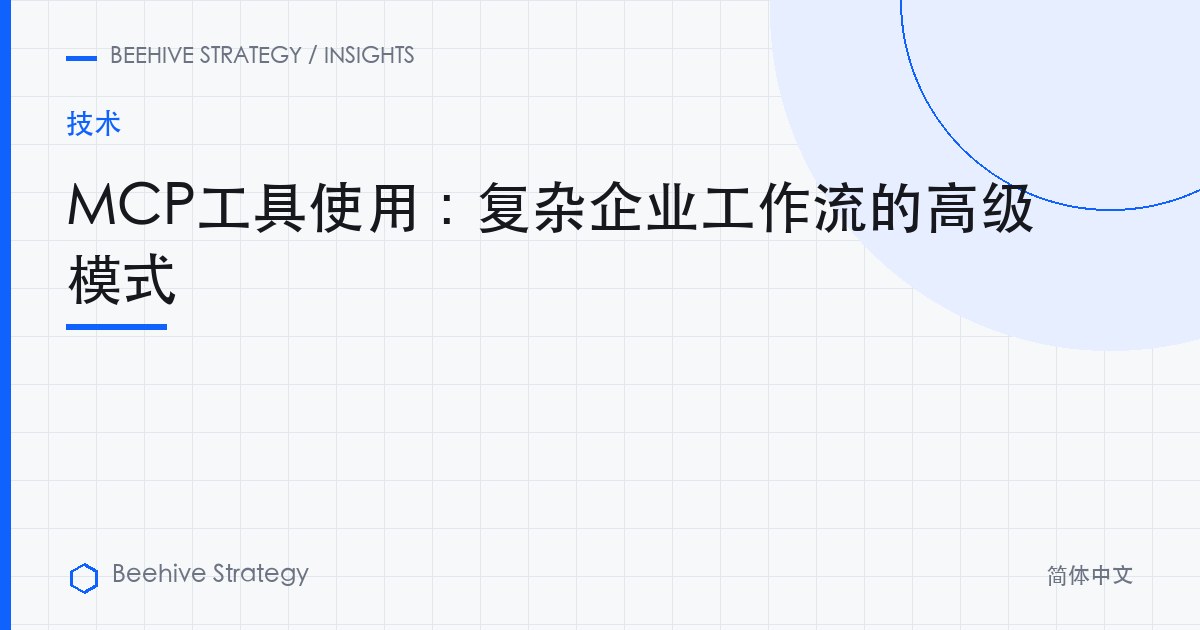 BEEHIVE STRATEGY / INSIGHTS
技术
MCP工具使用：复杂企业工作流的高级
模式
Beehive Strategy
简体中文